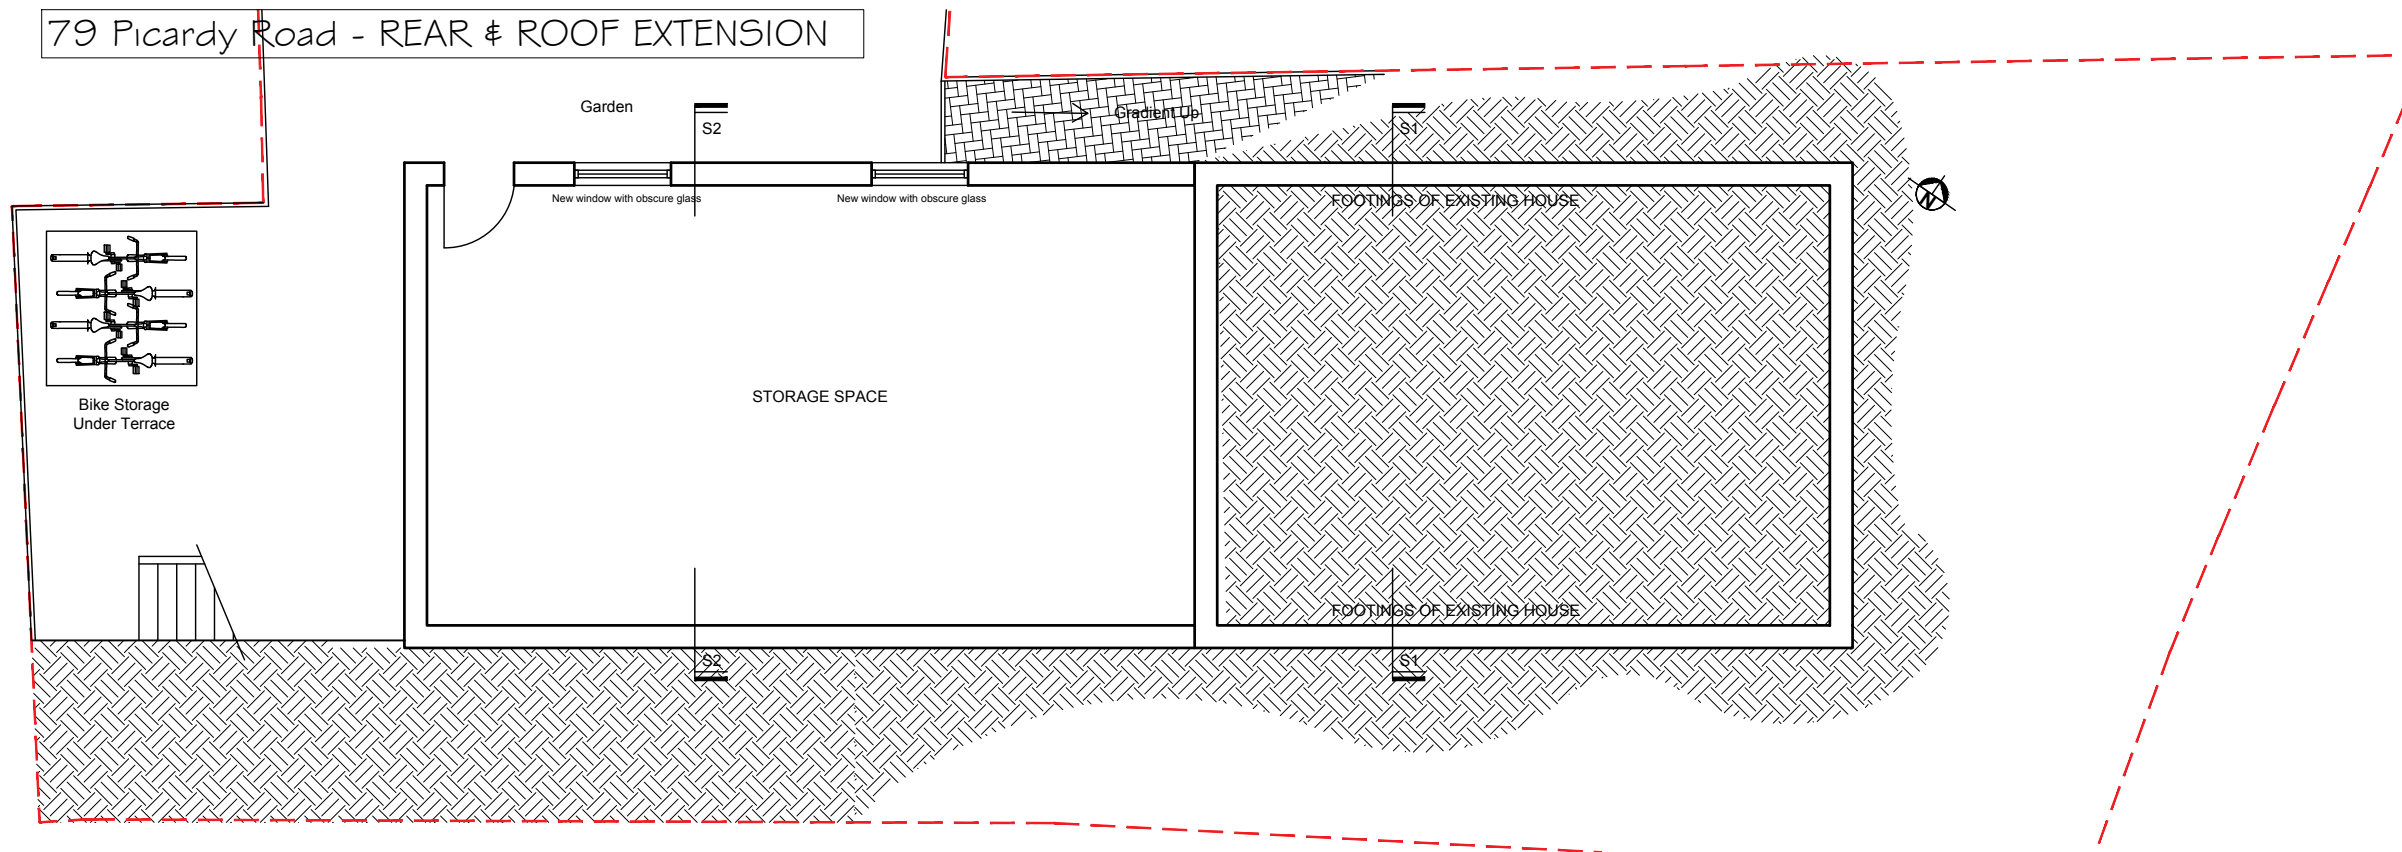 79 Picardy Road - REAR & ROOF EXTENSION
Garden
S2
Gradient Up
S1
New window with obscure glass
New window with obscure glass
FOOTINGS OF EXISTING HOUSE
N
STORAGE SPACE
Bike Storage
Under Terrace
FOOTINGS OF EXISTING HOUSE
S2
S1